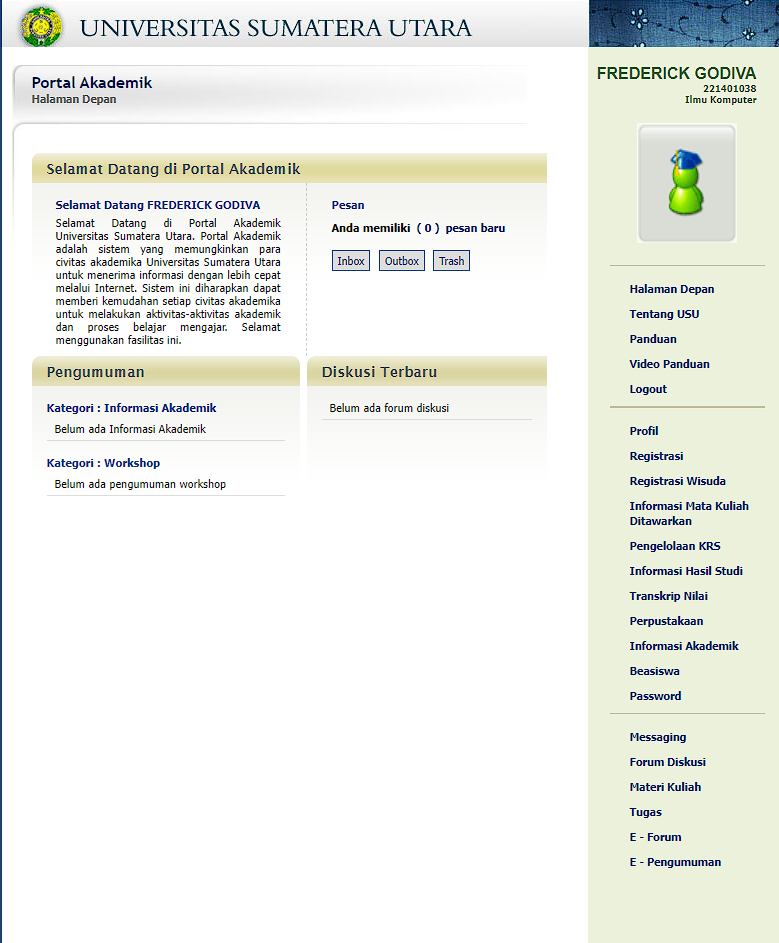 UNIVERSITAS SUMATERA UTARA
Portal Akademik
Halaman Depan
Selamat Datang di Portal Akademik
Selamat Datang FREDERICK GODIVA
Selamat Datang di Portal Akademik
Universitas Sumatera Utara. Portal Akademik
adalah sistem yang memungkinkan para
civitas akademika Universitas Sumatera Utara
untuk menerima informasi dengan lebih cepat
melalui Internet. Sistem ini diharapkan dapat
memberi kemudahan setiap civitas akademika
untuk melakukan aktivitas-aktivitas akademik
dan proses belajar mengajar. Selamat
menggunakan fasilitas ini.
Pesan
Anda memiliki ( 0 ) pesan baru
Inbox Outbox Trash
Pengumuman
Kategori : Informasi Akademik
Belum ada Informasi Akademik
Kategori : Workshop
Belum ada pengumuman workshop
Diskusi Terbaru
Belum ada forum diskusi
FREDERICK GODIVA
221401038
Ilmu Komputer
Halaman Depan
Tentang USU
Panduan
Video Panduan
Logout
Profil
Registrasi
Registrasi Wisuda
Informasi Mata Kuliah
Ditawarkan
Pengelolaan KRS
Informasi Hasil Studi
Transkrip Nilai
Perpustakaan
Informasi Akademik
Beasiswa
Password
Messaging
Forum Diskusi
Materi Kuliah
Tugas
E - Forum
E - Pengumuman